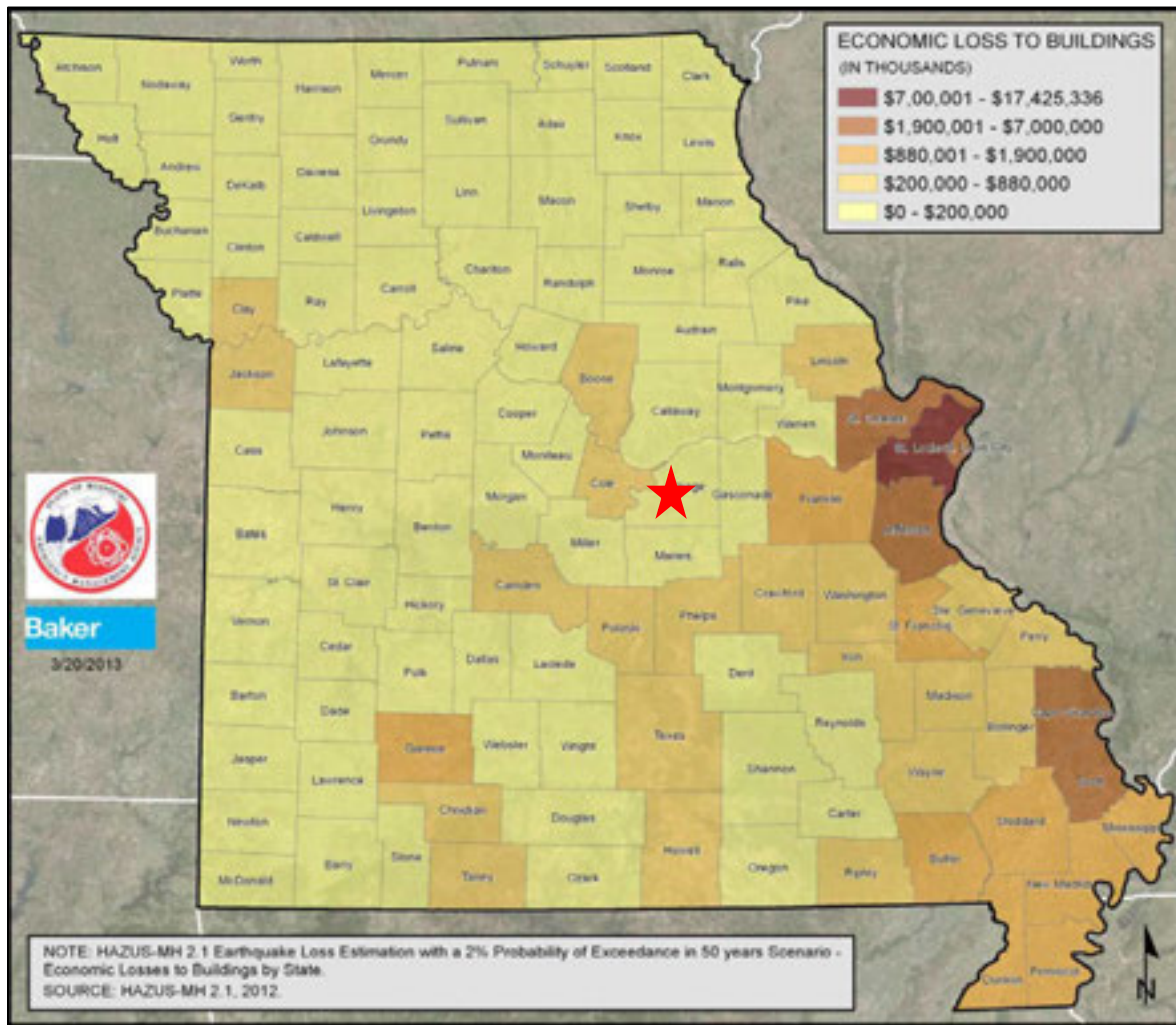 ECONOMIC LOSS TO BUILDINGS
(IN THOUSANDS)
$7,00,001 - $17,425,336
$1,900,001 - $7,000,000
$880,001 - $1,900,000
$200,000 - $880,000
$0 - $200,000
Atchison
Nodaway
Worth
Harrison
Mercer
Putnam
Schuyler
Scotland
Clark
Holt
Gentry
Sullivan
Adair
Knox
Lewis
Andrew
DeKalb
Daviess
Grundy
Linn
Macon
Shelby
Marion
Buchanan
Clinton
Caldwell
Livingston
Chariton
Randolph
Monroe
Ralls
Platte
Clay
Ray
Carroll
Pike
Audrain
Jackson
Lafayette
Saline
Howard
Boone
Lincoln
Montgomery
Callaway
Warren
Cooper
St. Charles
Cass
Johnson
Pettis
Moniteau
Cole
Gasconade
Franklin
Jefferson
Morgan
Bates
Henry
Benton
Miller
Maries
St. Clair
Camden
Crawford
Washington
Hickory
Pulaski
Phelps
St. Francois
Ste. Genevieve
Perry
Vernon
Cedar
Polk
Dallas
Laclede
Dent
Iron
Madison
Bollinger
Barton
Dade
Greene
Webster
Wright
Texas
Reynolds
Jasper
Lawrence
Shannon
Wayne
Scott
Newton
Christian
Douglas
Carter
Stoddard
Mississippi
McDonald
Barry
Stone
Taney
Ozark
Howell
Oregon
Ripley
Butler
New Madrid
Dunklin
Pemiscot
Baker
3/20/2013
NOTE: HAZUS-MH 2.1 Earthquake Loss Estimation with a 2% Probability of Exceedance in 50 years Scenario -
Economic Losses to Buildings by State.
SOURCE: HAZUS-MH 2.1, 2012.
N